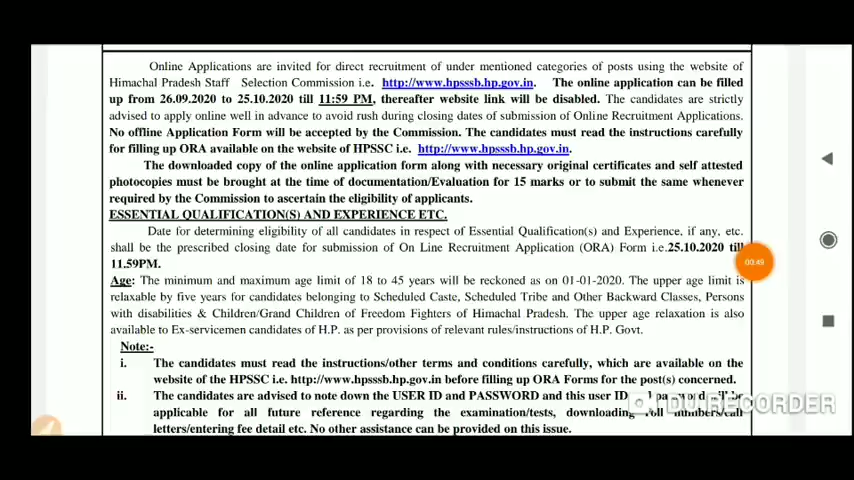 Online Applications are invited for direct recruitment of under mentioned categories of posts using the website of
Himachal Pradesh Staff Selection Commission i.e. http://www.hpsssb.hp.gov.in. The online application can be filled
up from 26.09.2020 to 25.10.2020 till 11:59 PM, thereafter website link will be disabled. The candidates are strictly
advised to apply online well in advance to avoid rush during closing dates of submission of Online Recruitment Applications.
No offline Application Form will be accepted by the Commission. The candidates must read the instructions carefully
for filling up ORA available on the website of HPSSC i.e. http://www.hpsssb.hp.gov.in.
The downloaded copy of the online application form along with necessary original certificates and self attested
photocopies must be brought at the time of documentation/Evaluation for 15 marks or to submit the same whenever
required by the Commission to ascertain the eligibility of applicants.
ESSENTIAL QUALIFICATION(S) AND EXPERIENCE ETC.
Date for determining eligibility of all candidates in respect of Essential Qualification(s) and Experience, if any, etc.
shall be the prescribed closing date for submission of On Line Recruitment Application (ORA) Form i.e.25.10.2020 till
11.59PM.
00:49
Age: The minimum and maximum age limit of 18 to 45 years will be reckoned as on 01-01-2020. The upper age limit is
relaxable by five years for candidates belonging to Scheduled Caste, Scheduled Tribe and Other Backward Classes, Persons
with disabilities & Children/Grand Children of Freedom Fighters of Himachal Pradesh. The upper age relaxation is also
available to Ex-servicemen candidates of H.P. as per provisions of relevant rules/instructions of H.P. Govt.
Note:-
i. The candidates must read the instructions/other terms and conditions carefully, which are available on the
website of the HPSSC i.e. http://www.hpsssb.hp.gov.in before filling up ORA Forms for the post(s) concerned.
ii. The candidates are advised to note down the USER ID and PASSWORD and this user ID be
applicable for all future reference regarding the examination/tests, downloading roll numbers/call
letters/entering fee detail etc. No other assistance can be provided on this issue.
DU RECORDER